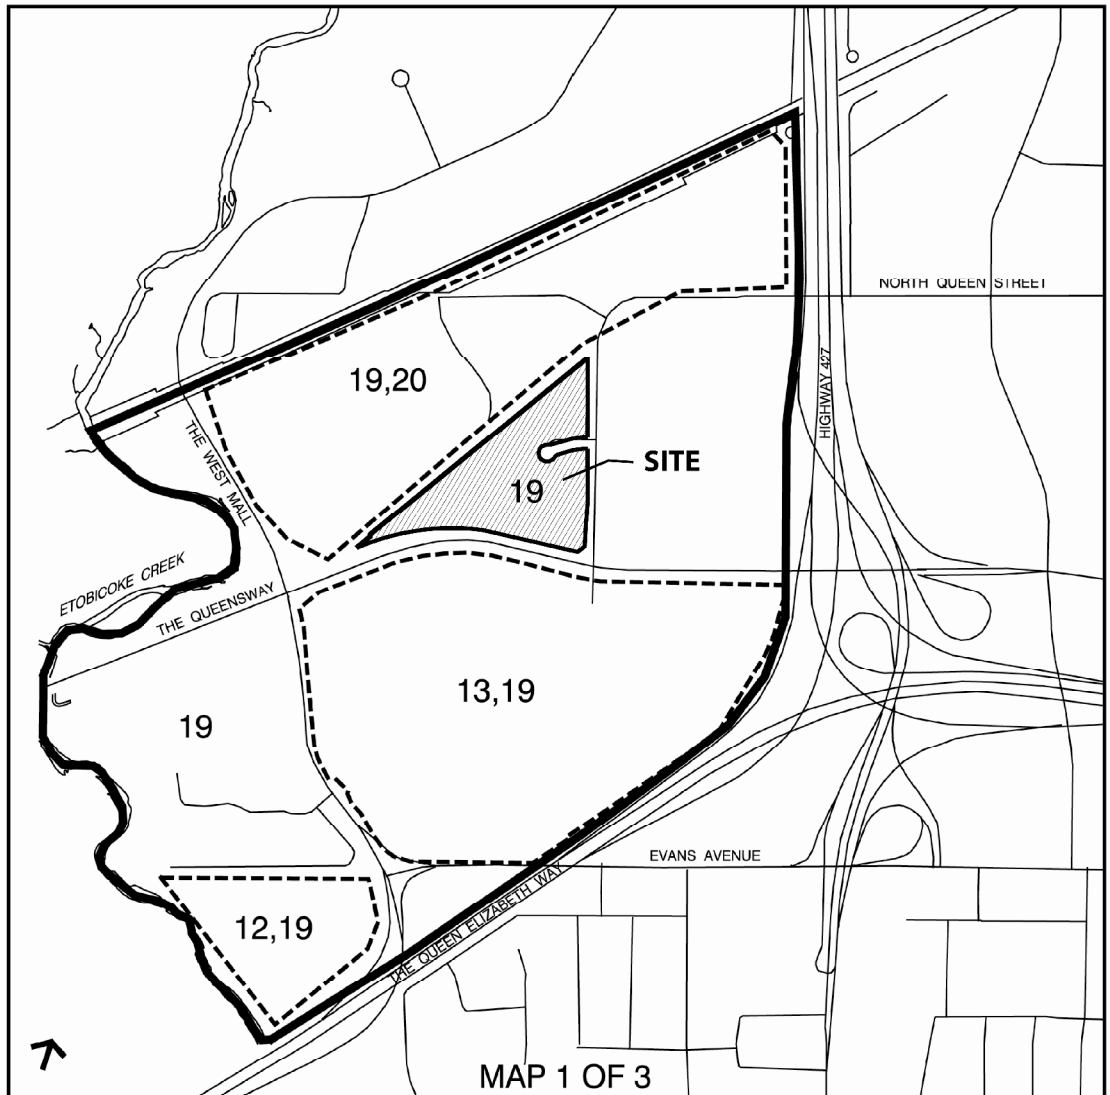 NORTH QUEEN STREET
HIGHWAY 427
19,20
THE WEST MALL
SITE
19
ETOBICOKE CREEK
THE QUEENSWAY
13,19
19
EVANS AVENUE
THE QUEEN ELIZABETH WAY
12,19
MAP 1 OF 3